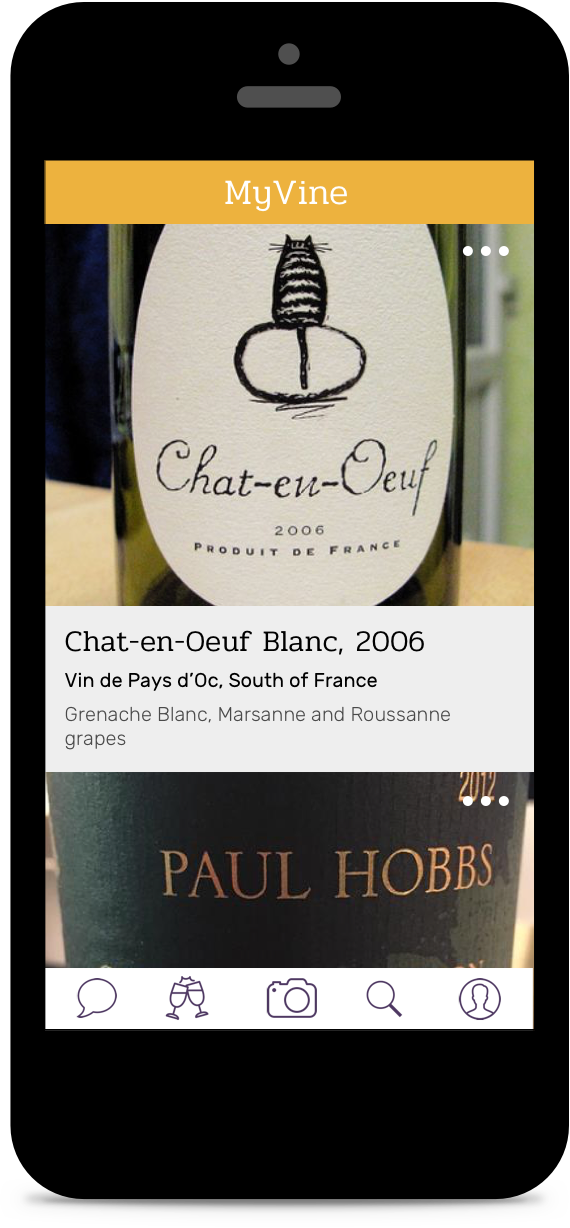 MyVine
Chat-en-Oeuf
2006
PRODUIT DE FRANCE
Chat-en-Oeuf Blanc, 2006
Vin de Pays d’Oc, South of France
Grenache Blanc, Marsanne and Roussanne
grapes
2012
PAUL HOBBS